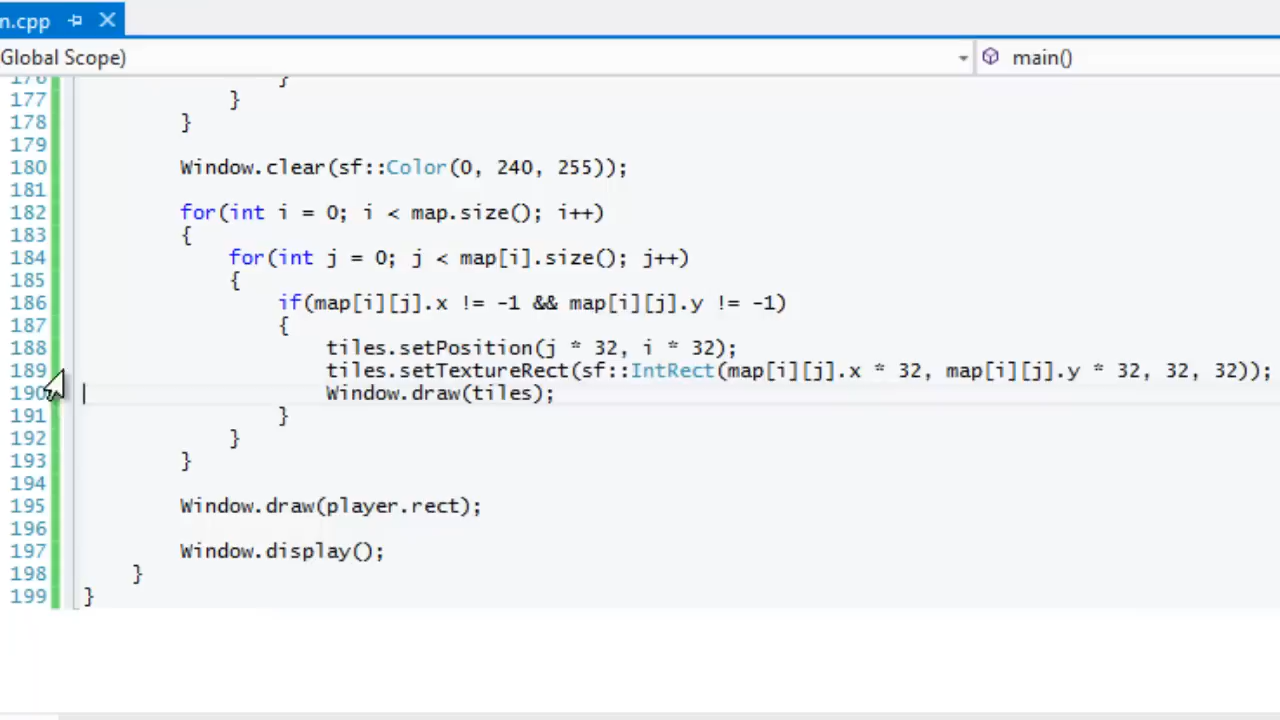 n.cpp
Global Scope) main()
176 }
177 }
178 }
179
180 Window.clear(sf::Color(0, 240, 255));
181
182 for(int i = 0; i < map.size(); i++)
183 {
184 for(int j = 0; j < map[i].size(); j++)
185 {
186 if(map[i][j].x != -1 && map[i][j].y != -1)
187 {
188 tiles.setPosition(j * 32, i * 32);
189 tiles.setTextureRect(sf::IntRect(map[i][j].x * 32, map[i][j].y * 32, 32, 32));
190 Window.draw(tiles);
191 }
192 }
193 }
194
195 Window.draw(player.rect);
196
197 Window.display();
198 }
199 }